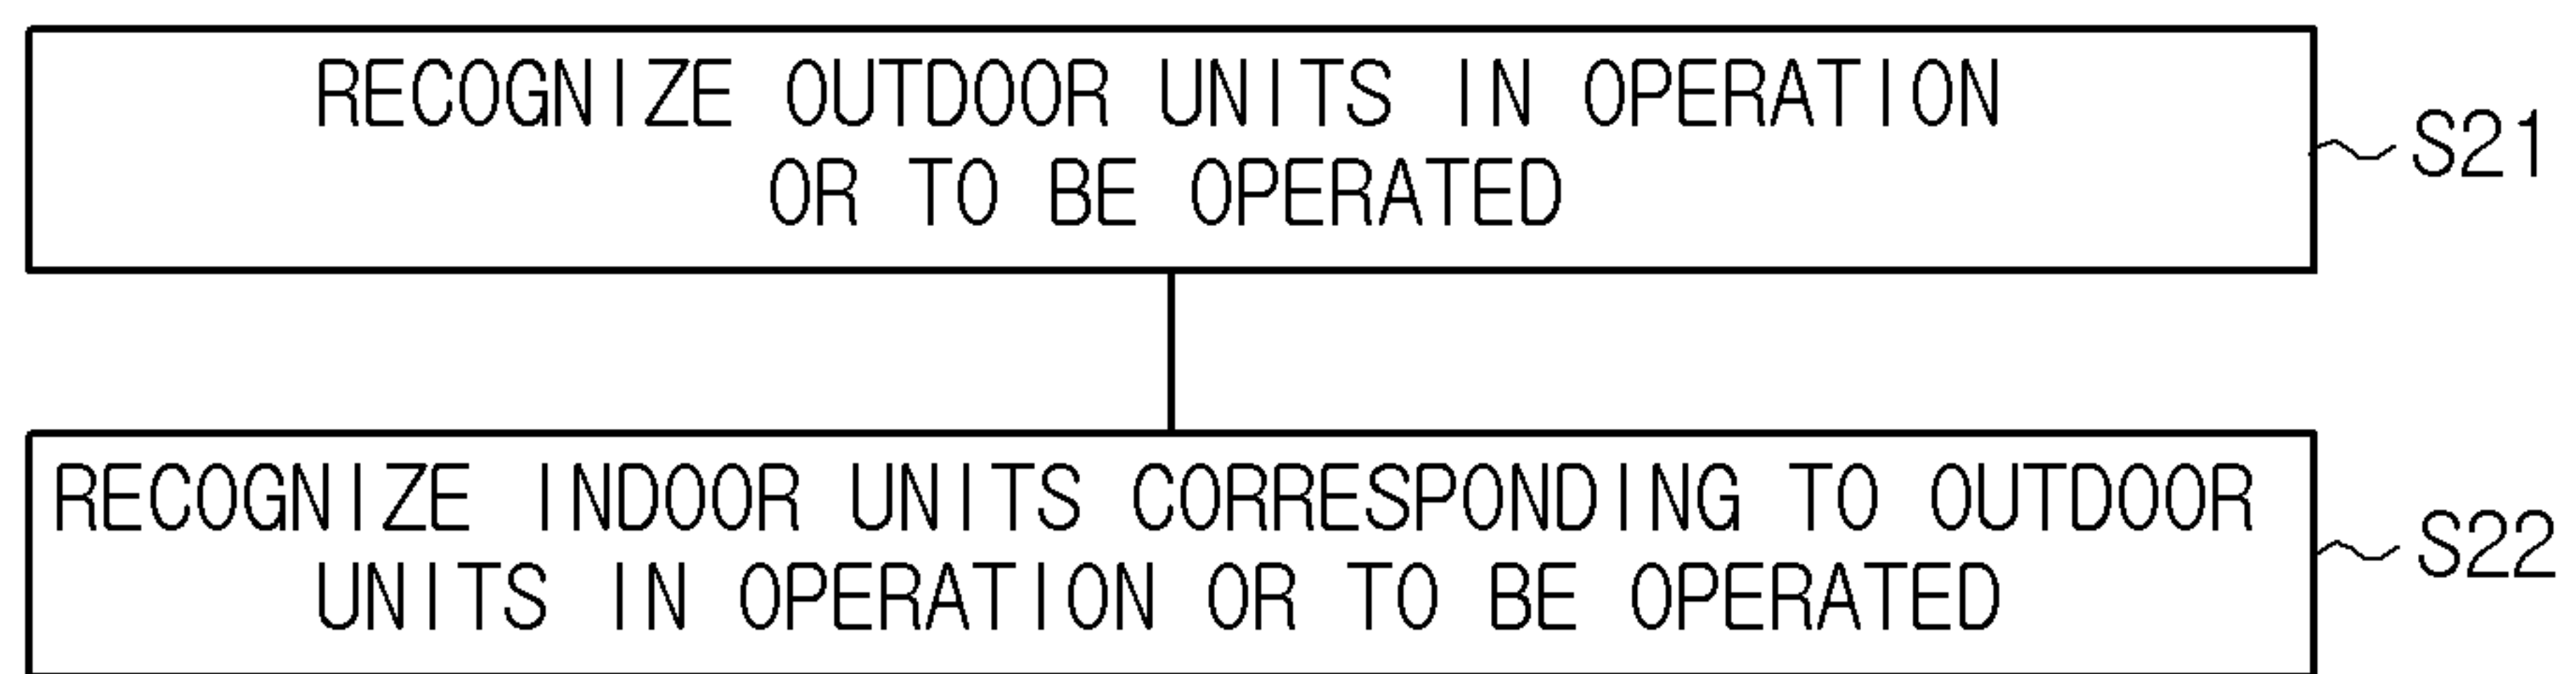 RECOGNIZE OUTDOOR UNITS IN OPERATION
OR TO BE OPERATED
S21
RECOGNIZE INDOOR UNITS CORRESPONDING TO OUTDOOR
UNITS IN OPERATION OR TO BE OPERATED
S22